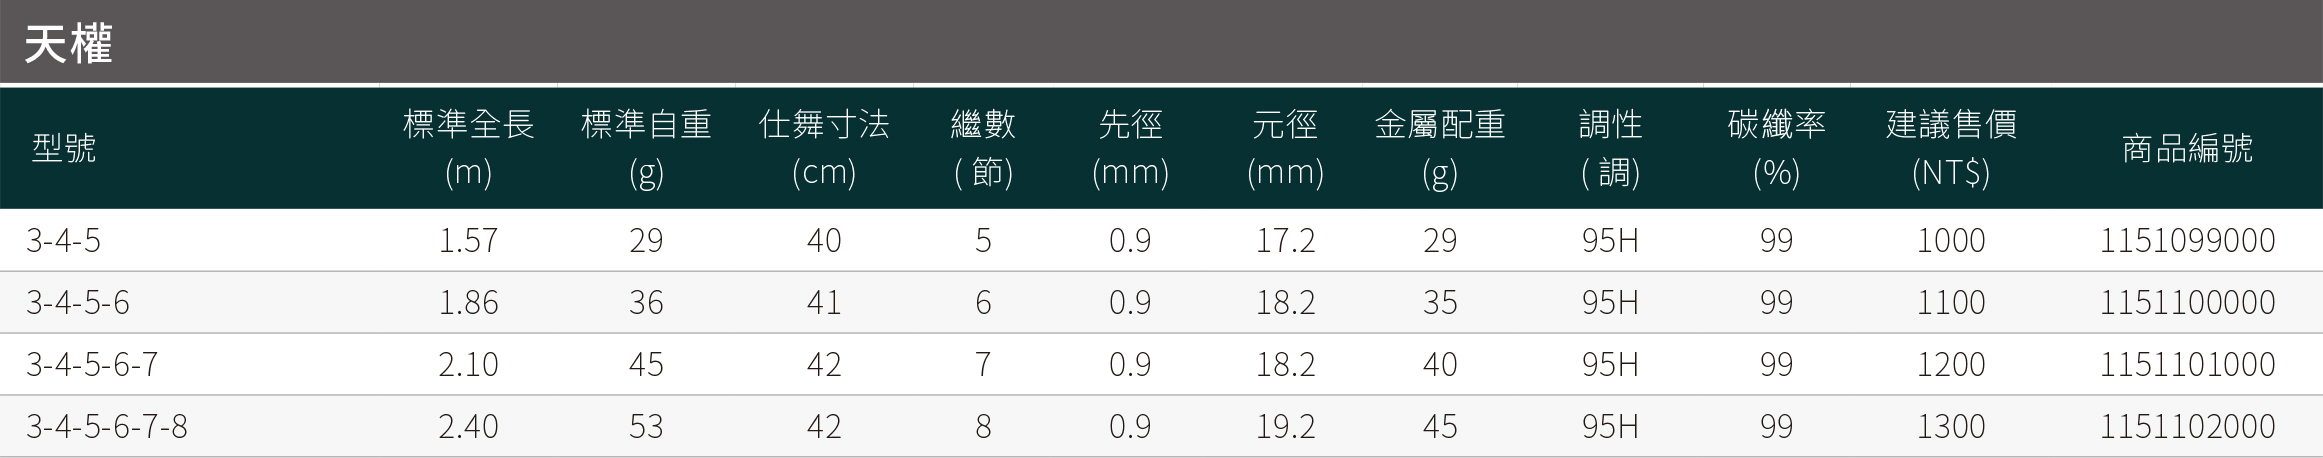 天權
型號 標準全長 (m) 標準自重 (g) 仕舞寸法 (cm) 繼數 ( 節) 先徑 (mm) 元徑 (mm) 金屬配重 (g) 調性 ( 調) 碳纖率 (%) 建議售價 (NT$) 商品編號
3-4-5 1.57 29 40 5 0.9 17.2 29 95H 99 1000 1151099000
3-4-5-6 1.86 36 41 6 0.9 18.2 35 95H 99 1100 1151100000
3-4-5-6-7 2.10 45 42 7 0.9 18.2 40 95H 99 1200 1151101000
3-4-5-6-7-8 2.40 53 42 8 0.9 19.2 45 95H 99 1300 1151102000